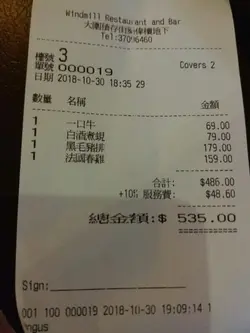 Windmill Restaurant and Bar
Tel:37096460
檯號 3
單號 000019 Covers 2
日期 2018-10-30 18:35 29
數量 名稱 金額
1 一口牛 69.00
1 白酒煮蜆 79.00
1 黑毛豬排 179.00
1 法國春雞 159.00
合計: $486.00
+10% 服務費: $48.60
總金額:$ 535.00
Sign:
001 100 000019 2018-10-30 19:09:14 1
ngus